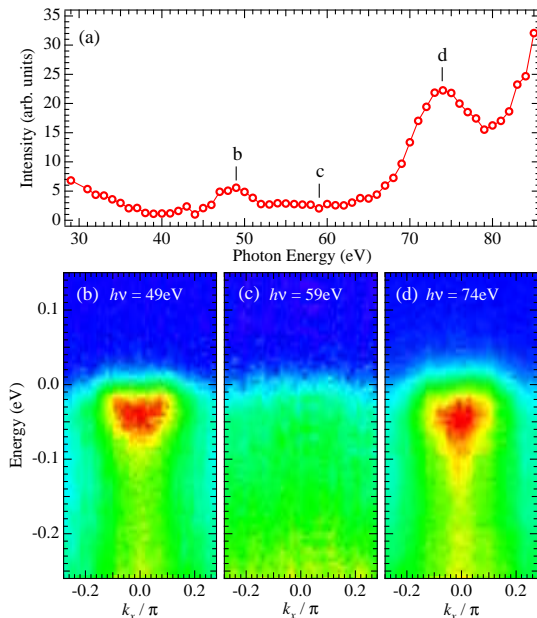 35
30
25
20
15
10
5
0
Intensity (arb. units)
(a)
b
c
d
30 40 50 60 70 80
Photon Energy (eV)
(b) hν = 49eV
(c) hν = 59eV
(d) hν = 74eV
0.1
0.0
-0.1
-0.2
Energy (eV)
-0.2 0.0 0.2
-0.2 0.0 0.2
-0.2 0.0 0.2
kx / π
kx / π
kx / π